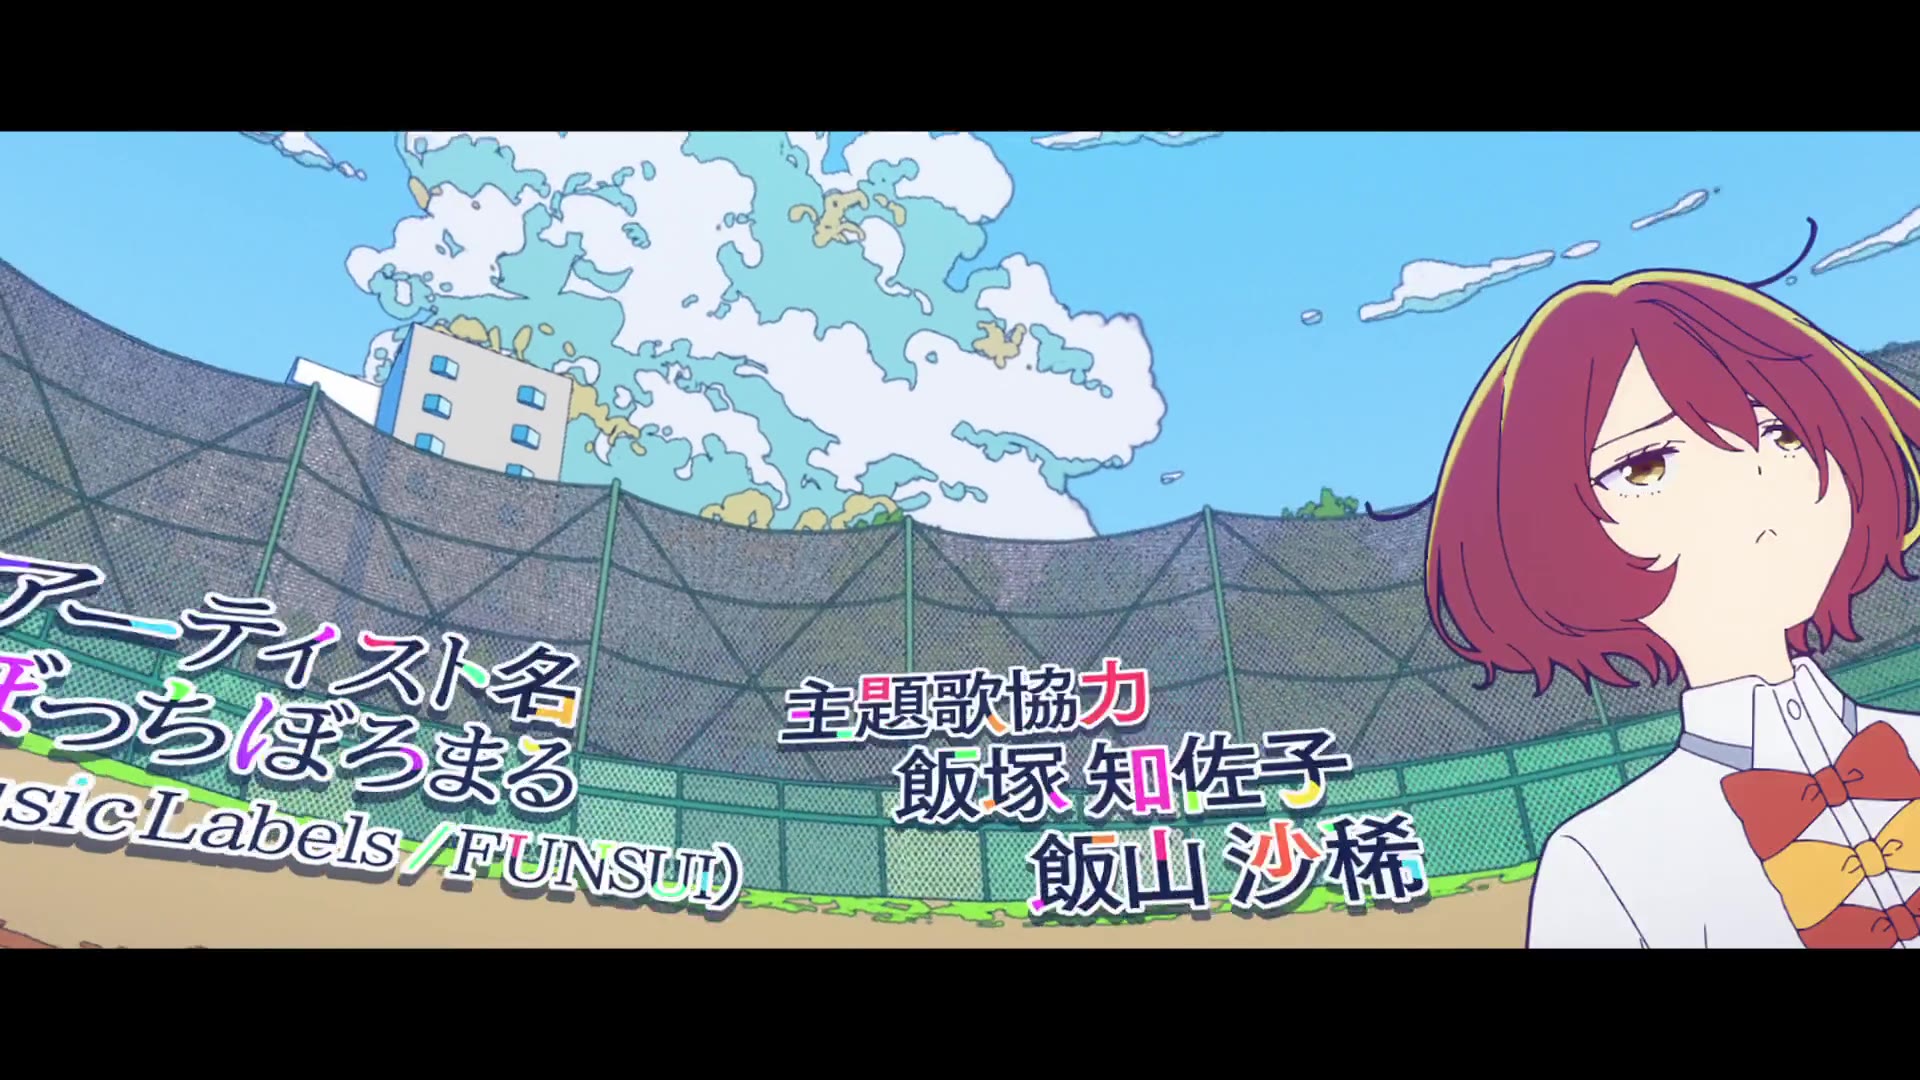 アーティスト名
ぼっちぼろまる
usicLabels/FUNSUI)
主題歌協力
飯塚 知佐子
飯山 沙稀